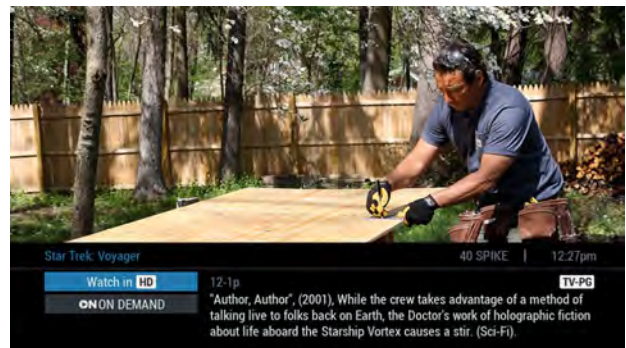 Star Trek: Voyager 40 SPIKE | 12:27pm
Watch in HD 12-1p TV-PG
ON ON DEMAND "Author, Author", (2001), While the crew takes advantage of a method of
talking live to folks back on Earth, the Doctor's work of holographic fiction
about life aboard the Starship Vortex causes a stir. (Sci-Fi).